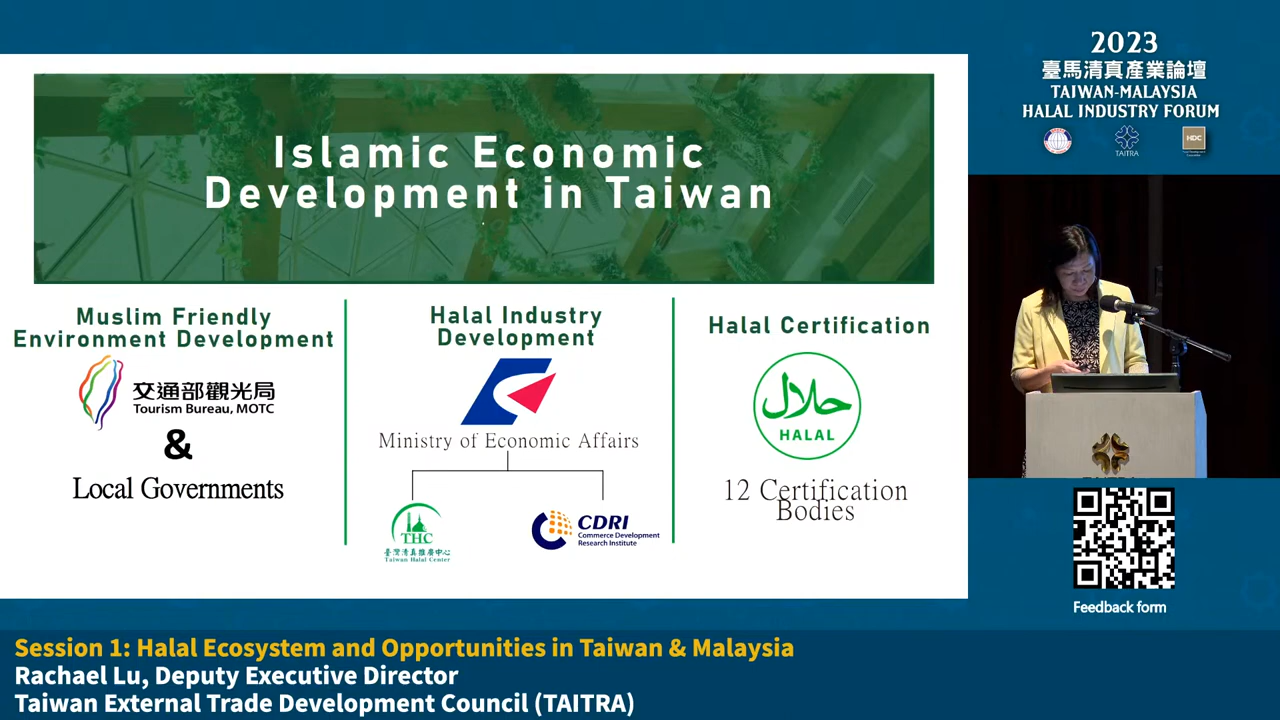 Islamic Economic
Development in Taiwan
Muslim Friendly
Environment Development
交通部觀光局
Tourism Bureau, MOTC
&
Local Governments
Halal Industry
Development
Ministry of Economic Affairs
THC
臺灣清真推廣中心
Taiwan Halal Center
CDRI
Commerce Development
Research Institute
Halal Certification
حلال
HALAL
12 Certification
Bodies
2023
臺馬清真產業論壇
TAIWAN-MALAYSIA
HALAL INDUSTRY FORUM
TAITRA
HDC
Feedback form
Session 1: Halal Ecosystem and Opportunities in Taiwan & Malaysia
Rachael Lu, Deputy Executive Director
Taiwan External Trade Development Council (TAITRA)